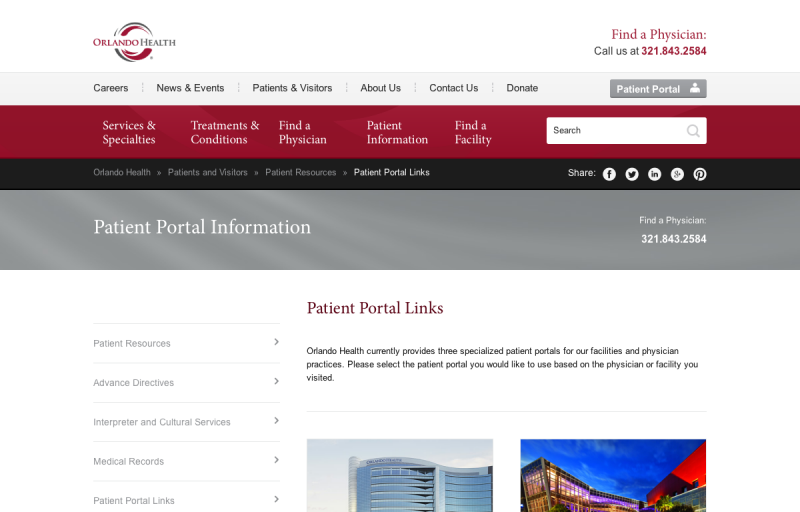 ORLANDO HEALTH
Find a Physician:
Call us at 321.843.2584
Careers
News & Events
Patients & Visitors
About Us
Contact Us
Donate
Patient Portal
Services &
Specialties
Treatments &
Conditions
Find a
Physician
Patient
Information
Find a
Facility
Search
Orlando Health » Patients and Visitors » Patient Resources » Patient Portal Links
Share:
Patient Portal Information
Find a Physician:
321.843.2584
Patient Portal Links
Orlando Health currently provides three specialized patient portals for our facilities and physician
practices. Please select the patient portal you would like to use based on the physician or facility you
visited.
Patient Resources
Advance Directives
Interpreter and Cultural Services
Medical Records
Patient Portal Links
ORLANDO HEALTH